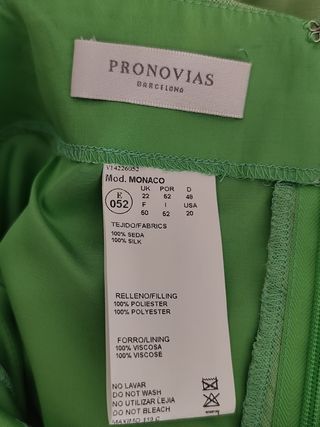 PRONOVIAS
BARCELONA
V14226052
Mod. MONACO
E UK POR D
052 22 52 48
F I USA
50 52 20
TEJIDO/FABRICS
100% SEDA
100% SILK
RELLENO/FILLING
100% POLIESTER
100% POLYESTER
FORRO/LINING
100% VISCOSA
100% VISCOSE
NO LAVAR
DO NOT WASH
NO UTILIZAR LEJIA
DO NOT BLEACH